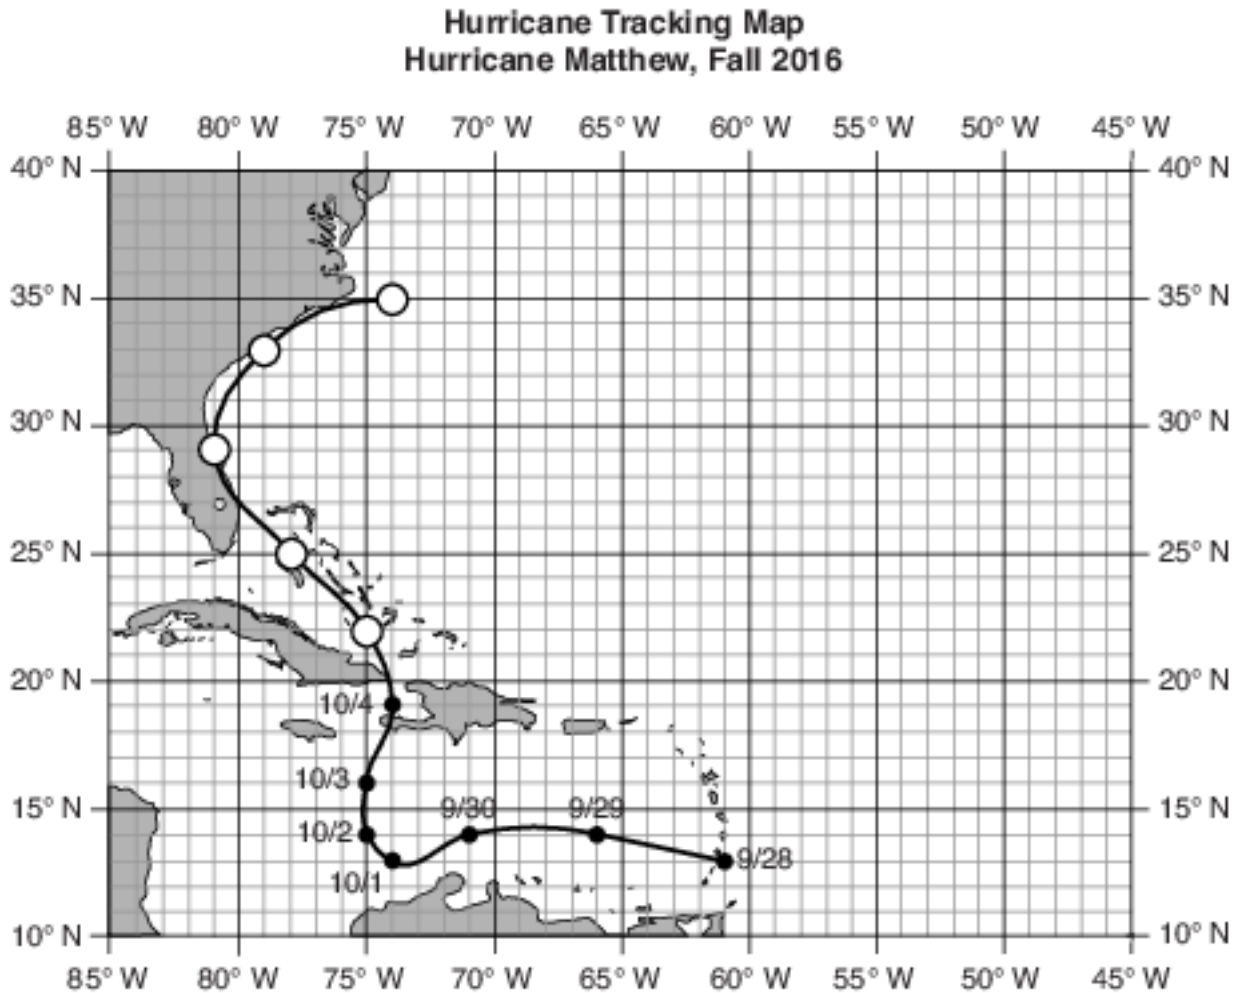 Hurricane Tracking Map
Hurricane Matthew, Fall 2016
85° W 80° W 75° W 70° W 65° W 60° W 55° W 50° W 45° W
40° N 40° N
35° N 35° N
30° N 30° N
25° N 25° N
20° N 20° N
10/4
10/3
15° N 9/30 9/29 15° N
10/2
9/28
10/1
10° N 10° N
85° W 80° W 75° W 70° W 65° W 60° W 55° W 50° W 45° W